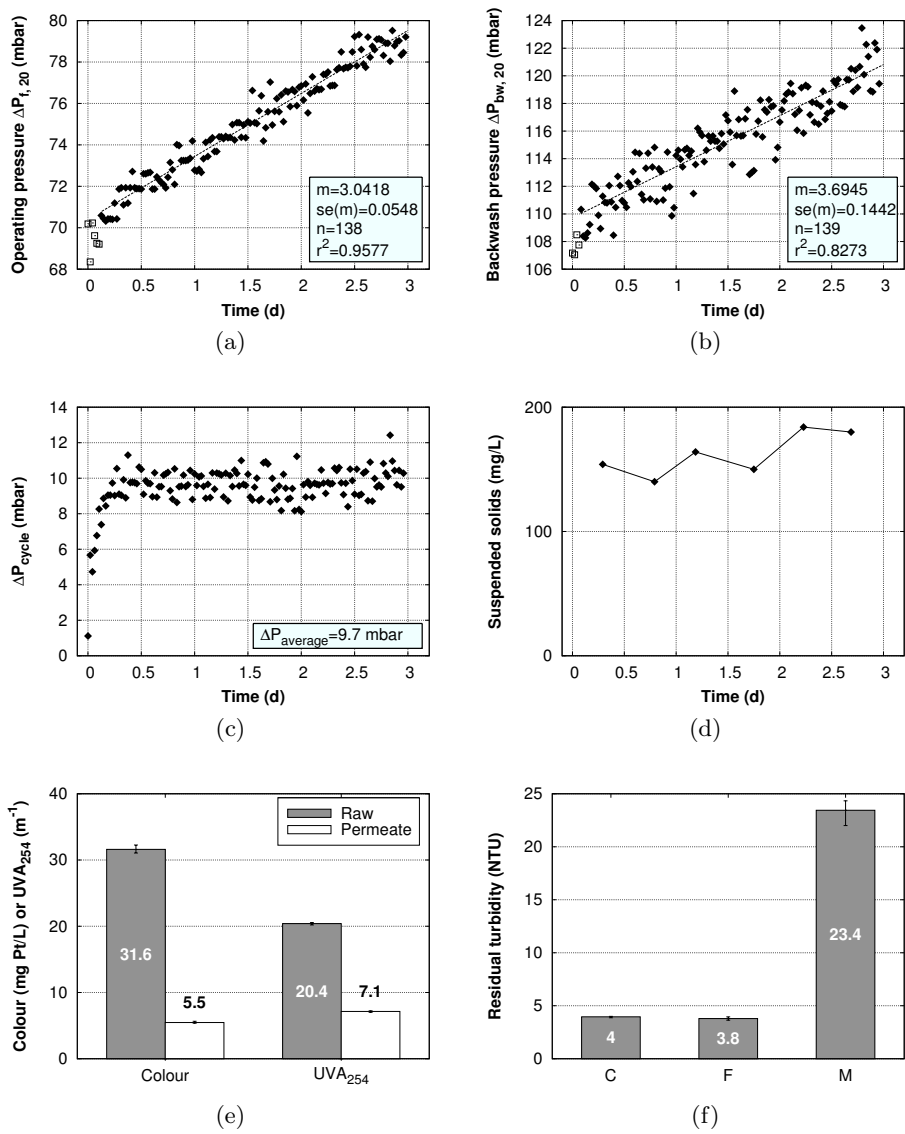 Operating pressure ΔPf, 20 (mbar)
80
78
76
74
72
70
68
m=3.0418
se(m)=0.0548
n=138
r2=0.9577
0 0.5 1 1.5 2 2.5 3
Time (d)
(a)
Backwash pressure ΔPbw, 20 (mbar)
124
122
120
118
116
114
112
110
108
106
m=3.6945
se(m)=0.1442
n=139
r2=0.8273
0 0.5 1 1.5 2 2.5 3
Time (d)
(b)
ΔPcycle (mbar)
14
12
10
8
6
4
2
0
ΔPaverage=9.7 mbar
0 0.5 1 1.5 2 2.5 3
Time (d)
(c)
Suspended solids (mg/L)
200
150
100
50
0
0 0.5 1 1.5 2 2.5 3
Time (d)
(d)
Colour (mg Pt/L) or UVA254 (m-1)
40
30
20
10
0
Raw
Permeate
31.6
5.5
20.4
7.1
Colour UVA254
(e)
Residual turbidity (NTU)
25
20
15
10
5
0
4
3.8
23.4
C F M
(f)